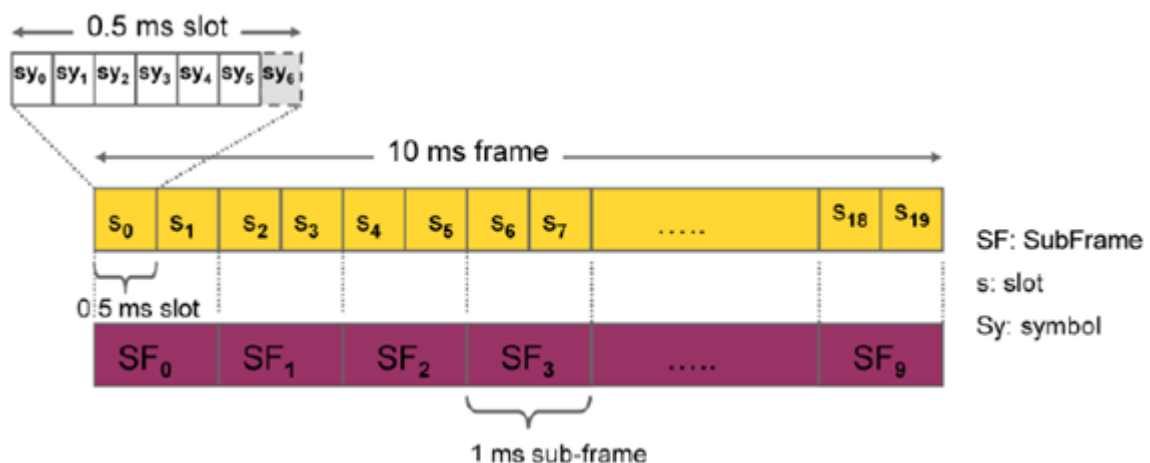 0.5 ms slot
sy₀ sy₁ sy₂ sy₃ sy₄ sy₅ sy₆
10 ms frame
s₀ s₁ s₂ s₃ s₄ s₅ s₆ s₇ ..... s₁₈ s₁₉
SF: SubFrame
s: slot
0.5 ms slot
Sy: symbol
SF₀ SF₁ SF₂ SF₃ ..... SF₉
1 ms sub-frame